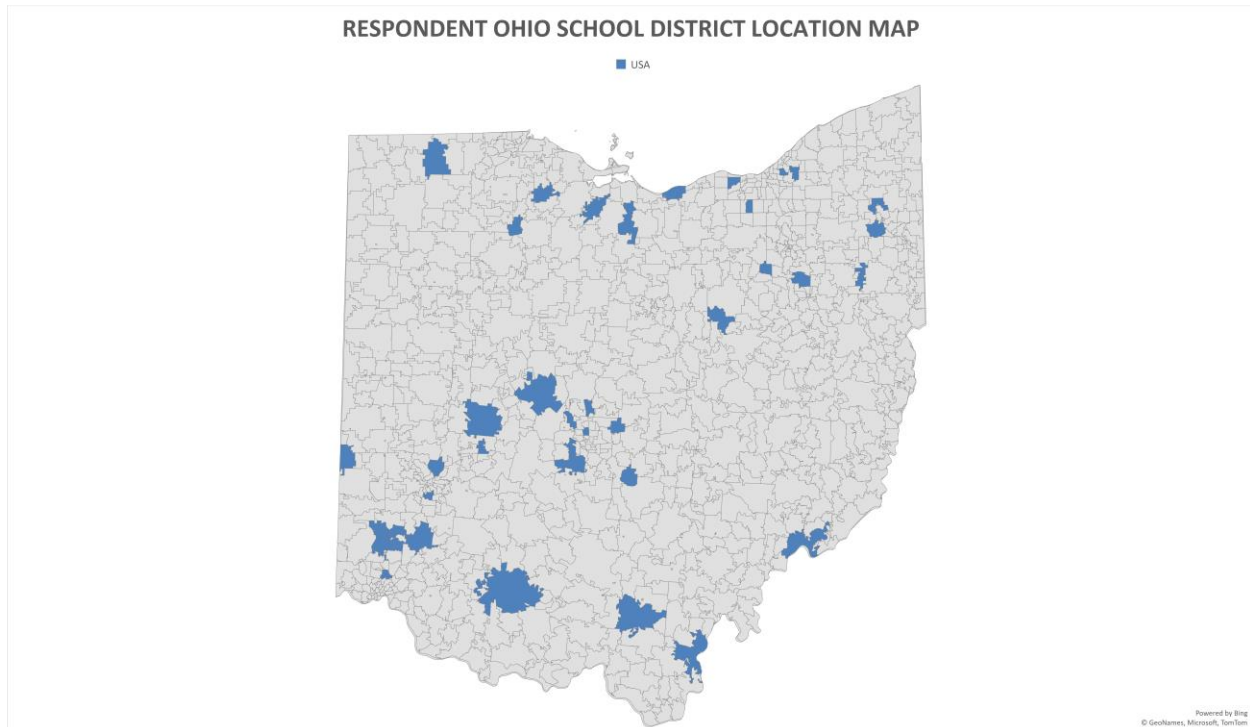 RESPONDENT OHIO SCHOOL DISTRICT LOCATION MAP
USA
Powered by Bing
© GeoNames, Microsoft, TomTom